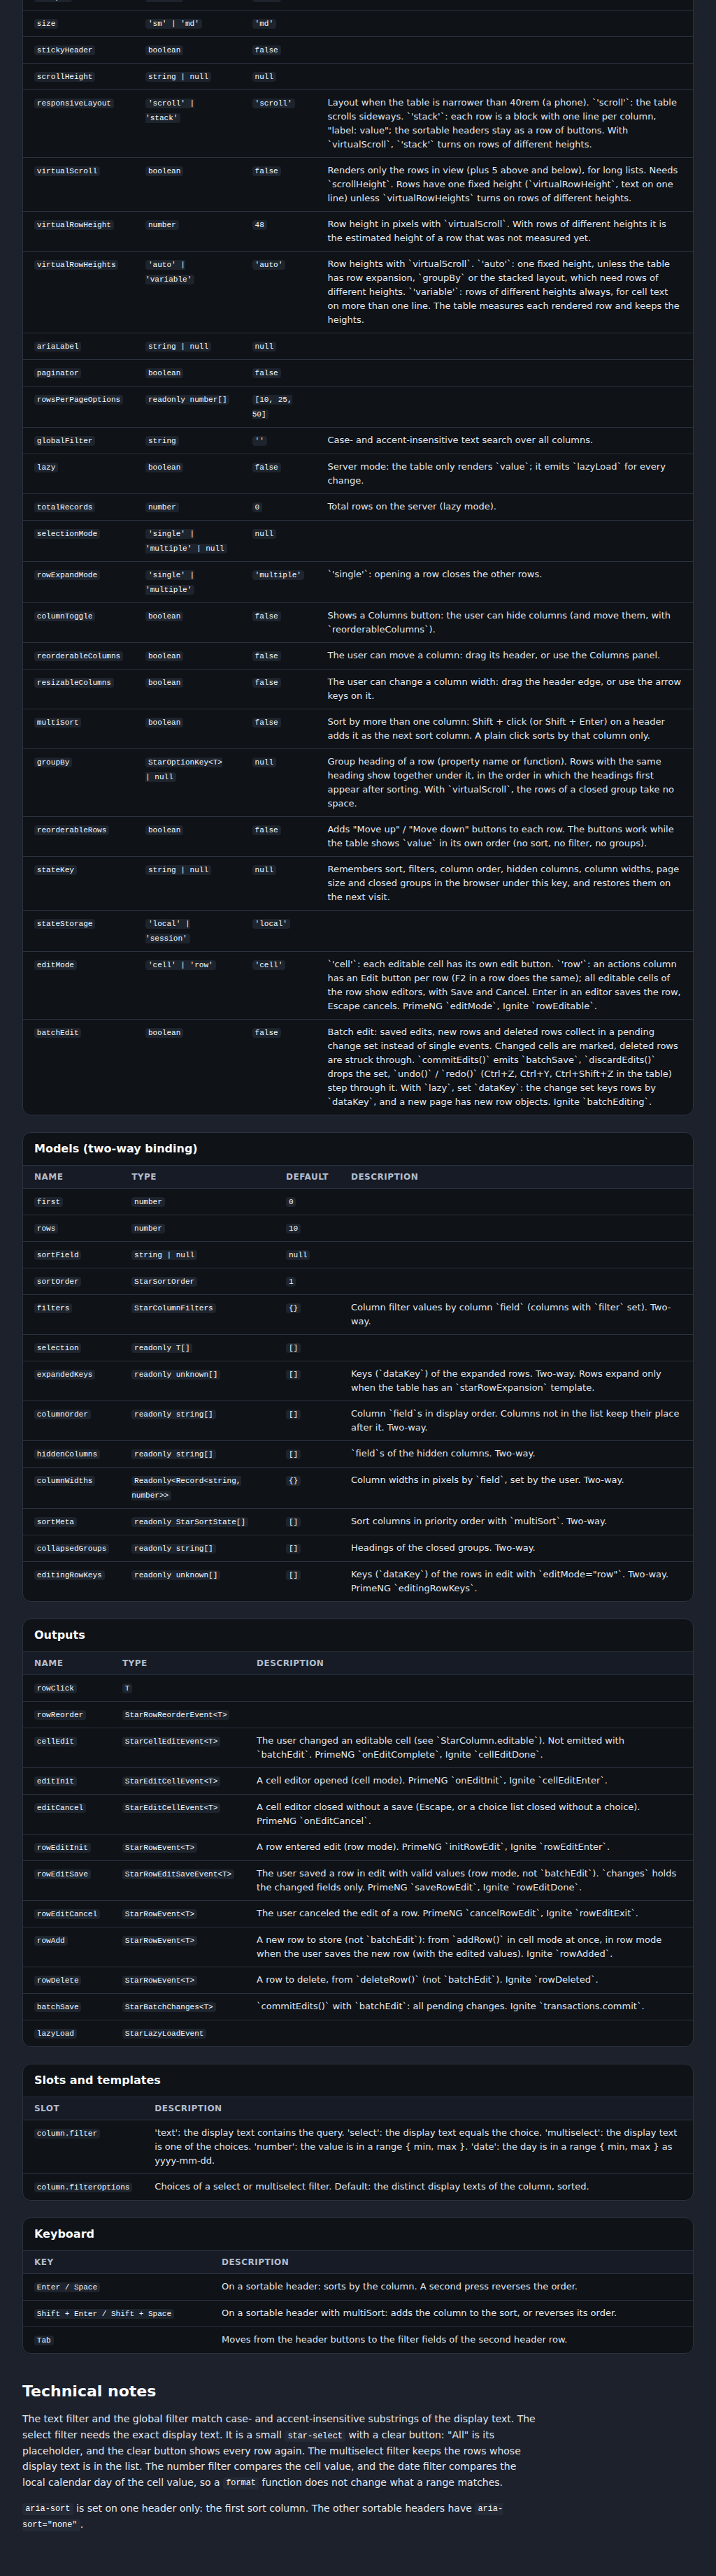 size 'sm' | 'md' 'md'
stickyHeader boolean false
scrollHeight string | null null
responsiveLayout 'scroll' | 'scroll' Layout when the table is narrower than 40rem (a phone). `'scroll'`: the table
'stack' scrolls sideways. `'stack'`: each row is a block with one line per column,
"label: value"; the sortable headers stay as a row of buttons. With
`virtualScroll`, `'stack'` turns on rows of different heights.
virtualScroll boolean false Renders only the rows in view (plus 5 above and below), for long lists. Needs
`scrollHeight`. Rows have one fixed height (`virtualRowHeight`, text on one
line) unless `virtualRowHeights` turns on rows of different heights.
virtualRowHeight number 48 Row height in pixels with `virtualScroll`. With rows of different heights it is
the estimated height of a row that was not measured yet.
virtualRowHeights 'auto' | 'auto' Row heights with `virtualScroll`. `'auto'`: one fixed height, unless the table
'variable' has row expansion, `groupBy` or the stacked layout, which need rows of
different heights. `'variable'`: rows of different heights always, for cell text
on more than one line. The table measures each rendered row and keeps the
heights.
ariaLabel string | null null
paginator boolean false
rowsPerPageOptions readonly number[] [10, 25,
50]
globalFilter string '' Case- and accent-insensitive text search over all columns.
lazy boolean false Server mode: the table only renders `value`; it emits `lazyLoad` for every
change.
totalRecords number 0 Total rows on the server (lazy mode).
selectionMode 'single' | null
'multiple' | null
rowExpandMode 'single' | 'multiple' `'single'`: opening a row closes the other rows.
'multiple'
columnToggle boolean false Shows a Columns button: the user can hide columns (and move them, with
`reorderableColumns`).
reorderableColumns boolean false The user can move a column: drag its header, or use the Columns panel.
resizableColumns boolean false The user can change a column width: drag the header edge, or use the arrow
keys on it.
multiSort boolean false Sort by more than one column: Shift + click (or Shift + Enter) on a header
adds it as the next sort column. A plain click sorts by that column only.
groupBy StarOptionKey<T> null Group heading of a row (property name or function). Rows with the same
| null heading show together under it, in the order in which the headings first
appear after sorting. With `virtualScroll`, the rows of a closed group take no
space.
reorderableRows boolean false Adds "Move up" / "Move down" buttons to each row. The buttons work while
the table shows `value` in its own order (no sort, no filter, no groups).
stateKey string | null null Remembers sort, filters, column order, hidden columns, column widths, page
size and closed groups in the browser under this key, and restores them on
the next visit.
stateStorage 'local' | 'local'
'session'
editMode 'cell' | 'row' 'cell' `'cell'`: each editable cell has its own edit button. `'row'`: an actions column
has an Edit button per row (F2 in a row does the same); all editable cells of
the row show editors, with Save and Cancel. Enter in an editor saves the row,
Escape cancels. PrimeNG `editMode`, Ignite `rowEditable`.
batchEdit boolean false Batch edit: saved edits, new rows and deleted rows collect in a pending
change set instead of single events. Changed cells are marked, deleted rows
are struck through. `commitEdits()` emits `batchSave`, `discardEdits()`
drops the set, `undo()` / `redo()` (Ctrl+Z, Ctrl+Y, Ctrl+Shift+Z in the table)
step through it. With `lazy`, set `dataKey`: the change set keys rows by
`dataKey`, and a new page has new row objects. Ignite `batchEditing`.
Models (two-way binding)
NAME TYPE DEFAULT DESCRIPTION
first number 0
rows number 10
sortField string | null null
sortOrder StarSortOrder 1
filters StarColumnFilters {} Column filter values by column `field` (columns with `filter` set). Two-
way.
selection readonly T[] []
expandedKeys readonly unknown[] [] Keys (`dataKey`) of the expanded rows. Two-way. Rows expand only
when the table has an `starRowExpansion` template.
columnOrder readonly string[] [] Column `field`s in display order. Columns not in the list keep their place
after it. Two-way.
hiddenColumns readonly string[] [] `field`s of the hidden columns. Two-way.
columnWidths Readonly<Record<string, {} Column widths in pixels by `field`, set by the user. Two-way.
number>>
sortMeta readonly StarSortState[] [] Sort columns in priority order with `multiSort`. Two-way.
collapsedGroups readonly string[] [] Headings of the closed groups. Two-way.
editingRowKeys readonly unknown[] [] Keys (`dataKey`) of the rows in edit with `editMode="row"`. Two-way.
PrimeNG `editingRowKeys`.
Outputs
NAME TYPE DESCRIPTION
rowClick T
rowReorder StarRowReorderEvent<T>
cellEdit StarCellEditEvent<T> The user changed an editable cell (see `StarColumn.editable`). Not emitted with
`batchEdit`. PrimeNG `onEditComplete`, Ignite `cellEditDone`.
editInit StarEditCellEvent<T> A cell editor opened (cell mode). PrimeNG `onEditInit`, Ignite `cellEditEnter`.
editCancel StarEditCellEvent<T> A cell editor closed without a save (Escape, or a choice list closed without a choice).
PrimeNG `onEditCancel`.
rowEditInit StarRowEvent<T> A row entered edit (row mode). PrimeNG `initRowEdit`, Ignite `rowEditEnter`.
rowEditSave StarRowEditSaveEvent<T> The user saved a row in edit with valid values (row mode, not `batchEdit`). `changes` holds
the changed fields only. PrimeNG `saveRowEdit`, Ignite `rowEditDone`.
rowEditCancel StarRowEvent<T> The user canceled the edit of a row. PrimeNG `cancelRowEdit`, Ignite `rowEditExit`.
rowAdd StarRowEvent<T> A new row to store (not `batchEdit`): from `addRow()` in cell mode at once, in row mode
when the user saves the new row (with the edited values). Ignite `rowAdded`.
rowDelete StarRowEvent<T> A row to delete, from `deleteRow()` (not `batchEdit`). Ignite `rowDeleted`.
batchSave StarBatchChanges<T> `commitEdits()` with `batchEdit`: all pending changes. Ignite `transactions.commit`.
lazyLoad StarLazyLoadEvent
Slots and templates
SLOT DESCRIPTION
column.filter 'text': the display text contains the query. 'select': the display text equals the choice. 'multiselect': the display text
is one of the choices. 'number': the value is in a range { min, max }. 'date': the day is in a range { min, max } as
yyyy-mm-dd.
column.filterOptions Choices of a select or multiselect filter. Default: the distinct display texts of the column, sorted.
Keyboard
KEY DESCRIPTION
Enter / Space On a sortable header: sorts by the column. A second press reverses the order.
Shift + Enter / Shift + Space On a sortable header with multiSort: adds the column to the sort, or reverses its order.
Tab Moves from the header buttons to the filter fields of the second header row.
Technical notes
The text filter and the global filter match case- and accent-insensitive substrings of the display text. The
select filter needs the exact display text. It is a small star-select with a clear button: "All" is its
placeholder, and the clear button shows every row again. The multiselect filter keeps the rows whose
display text is in the list. The number filter compares the cell value, and the date filter compares the
local calendar day of the cell value, so a format function does not change what a range matches.
aria-sort is set on one header only: the first sort column. The other sortable headers have aria-
sort="none" .